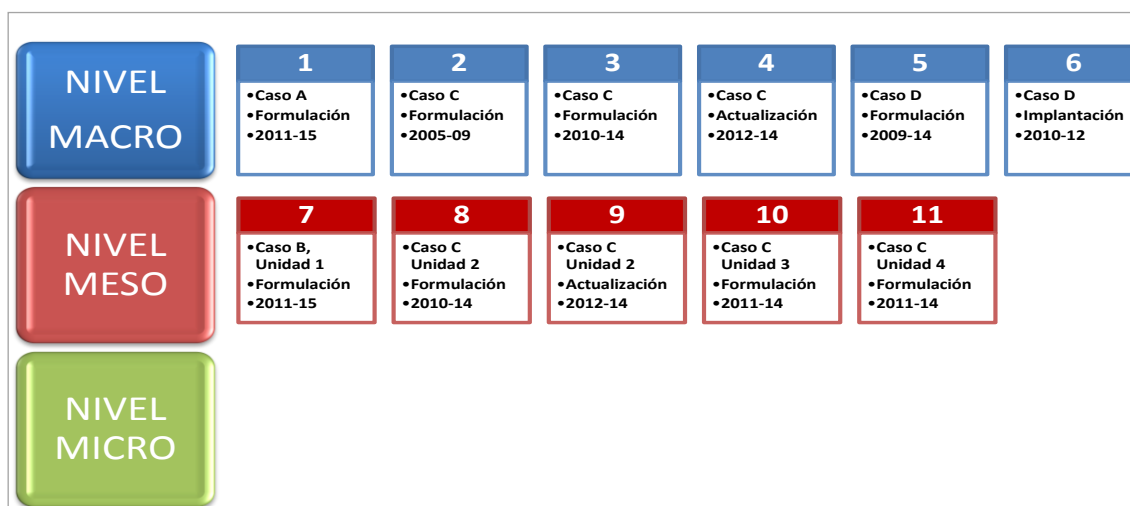 NIVEL
MACRO
1
•Caso A
•Formulación
•2011-15
2
•Caso C
•Formulación
•2005-09
3
•Caso C
•Formulación
•2010-14
4
•Caso C
•Actualización
•2012-14
5
•Caso D
•Formulación
•2009-14
6
•Caso D
•Implantación
•2010-12
NIVEL
MESO
7
•Caso B,
Unidad 1
•Formulación
•2011-15
8
•Caso C
Unidad 2
•Formulación
•2010-14
9
•Caso C
Unidad 2
•Actualización
•2012-14
10
•Caso C
Unidad 3
•Formulación
•2011-14
11
•Caso C
Unidad 4
•Formulación
•2011-14
NIVEL
MICRO